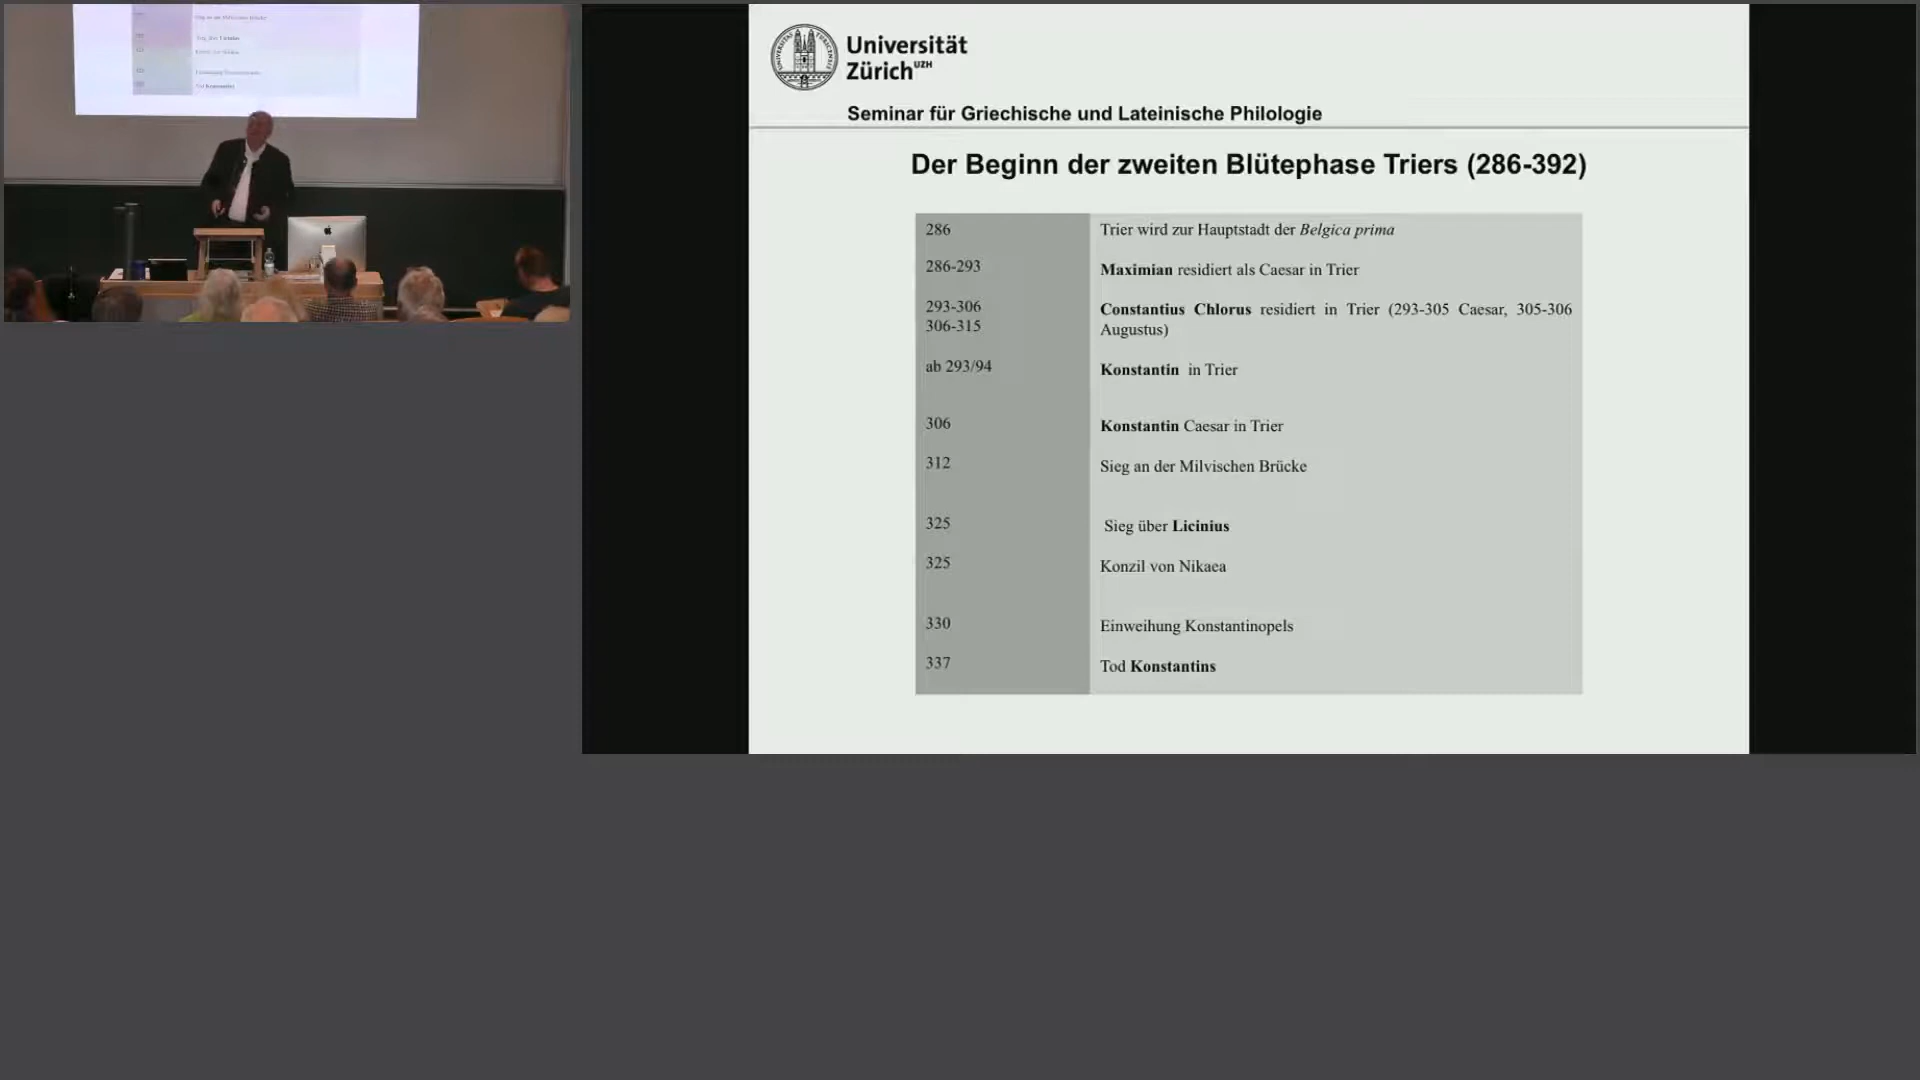 Universität
Zürich UZH
Seminar für Griechische und Lateinische Philologie
Der Beginn der zweiten Blütephase Triers (286-392)
286 Trier wird zur Hauptstadt der Belgica prima
286-293 Maximian residiert als Caesar in Trier
293-306 Constantius Chlorus residiert in Trier (293-305 Caesar, 305-306
306-315 Augustus)
ab 293/94 Konstantin in Trier
306 Konstantin Caesar in Trier
312 Sieg an der Milvischen Brücke
325 Sieg über Licinius
325 Konzil von Nikaea
330 Einweihung Konstantinopels
337 Tod Konstantins